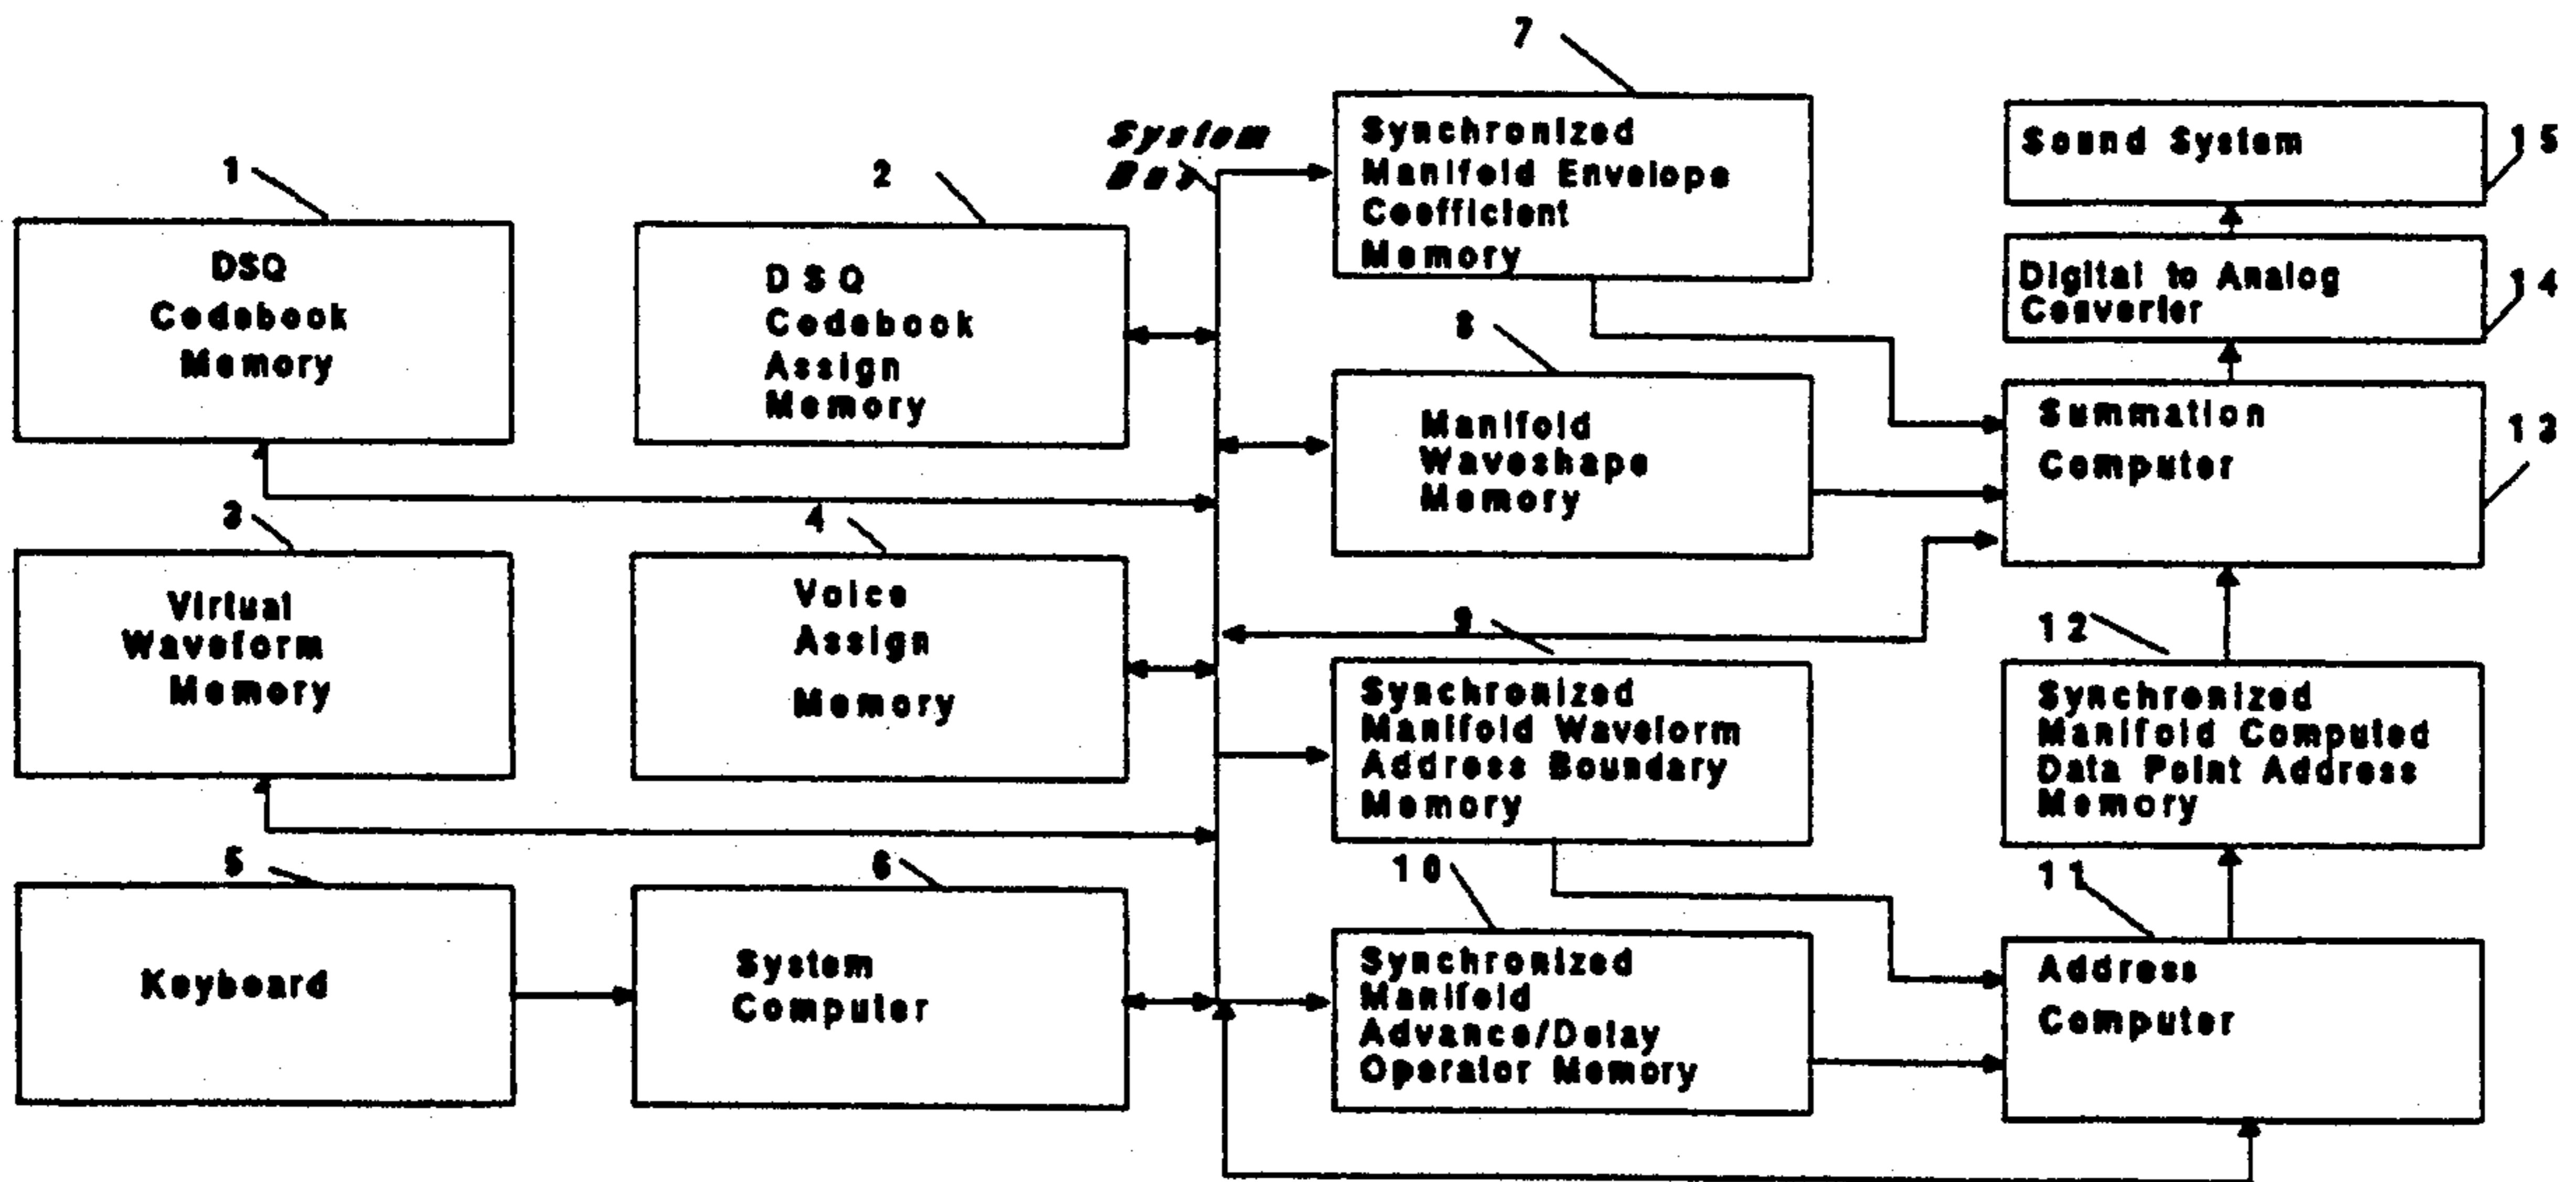 7
System
Bus
1
2
Synchronized
Manifold Envelope
Coefficient
Memory
Sound System
15
DSQ
Codebook
Memory
DSQ
Codebook
Assign
Memory
Digital to Analog
Converter
14
8
Manifold
Waveshape
Memory
Summation
Computer
13
3
4
Virtual
Waveform
Memory
Voice
Assign
Memory
9
12
Synchronized
Manifold Waveform
Address Boundary
Memory
Synchronized
Manifold Computed
Data Point Address
Memory
5
6
10
11
Keyboard
System
Computer
Synchronized
Manifold
Advance/Delay
Operator Memory
Address
Computer